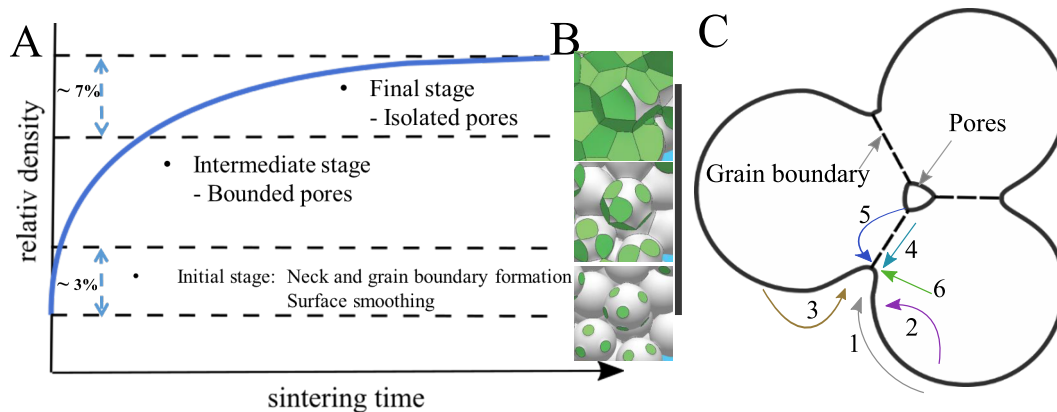 A
B
C
relativ density
~ 7%
• Final stage
- Isolated pores
• Intermediate stage
- Bounded pores
~ 3%
• Initial stage: Neck and grain boundary formation
Surface smoothing
sintering time
Pores
Grain boundary
5
4
6
3
2
1